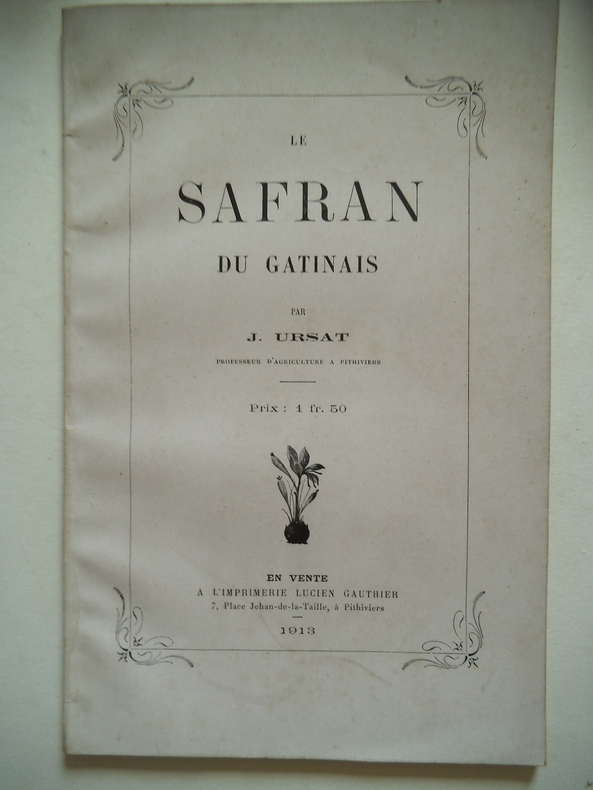 LE
SAFRAN
DU GATINAIS
PAR
J. URSAT
PROFESSEUR D'AGRICULTURE A PITHIVIERS
Prix : 1 fr. 50
EN VENTE
A L'IMPRIMERIE LUCIEN GAUTHIER
7, Place Jehan-de-la-Taille, à Pithiviers
1913